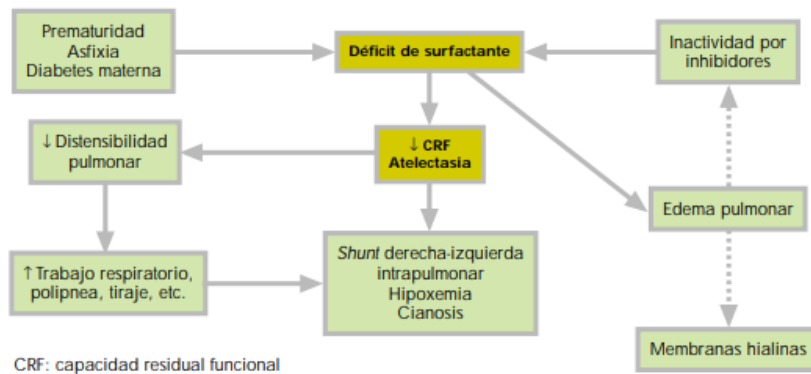 Prematuridad
Asfixia
Diabetes materna
Déficit de surfactante
Inactividad por
inhibidores
↓ Distensibilidad
pulmonar
↓ CRF
Atelectasia
Edema pulmonar
↑ Trabajo respiratorio,
polipnea, tiraje, etc.
Shunt derecha-izquierda
intrapulmonar
Hipoxemia
Cianosis
Membranas hialinas
CRF: capacidad residual funcional